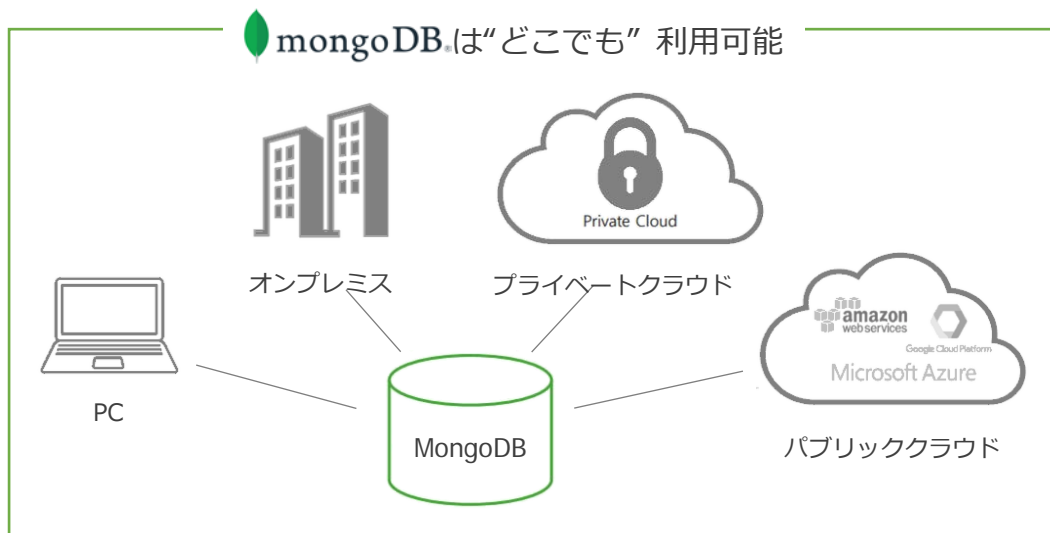 mongoDB®は“どこでも” 利用可能
Private Cloud
オンプレミス
プライベートクラウド
amazon
web services
Google Cloud Platform
Microsoft Azure
PC
MongoDB
パブリッククラウド